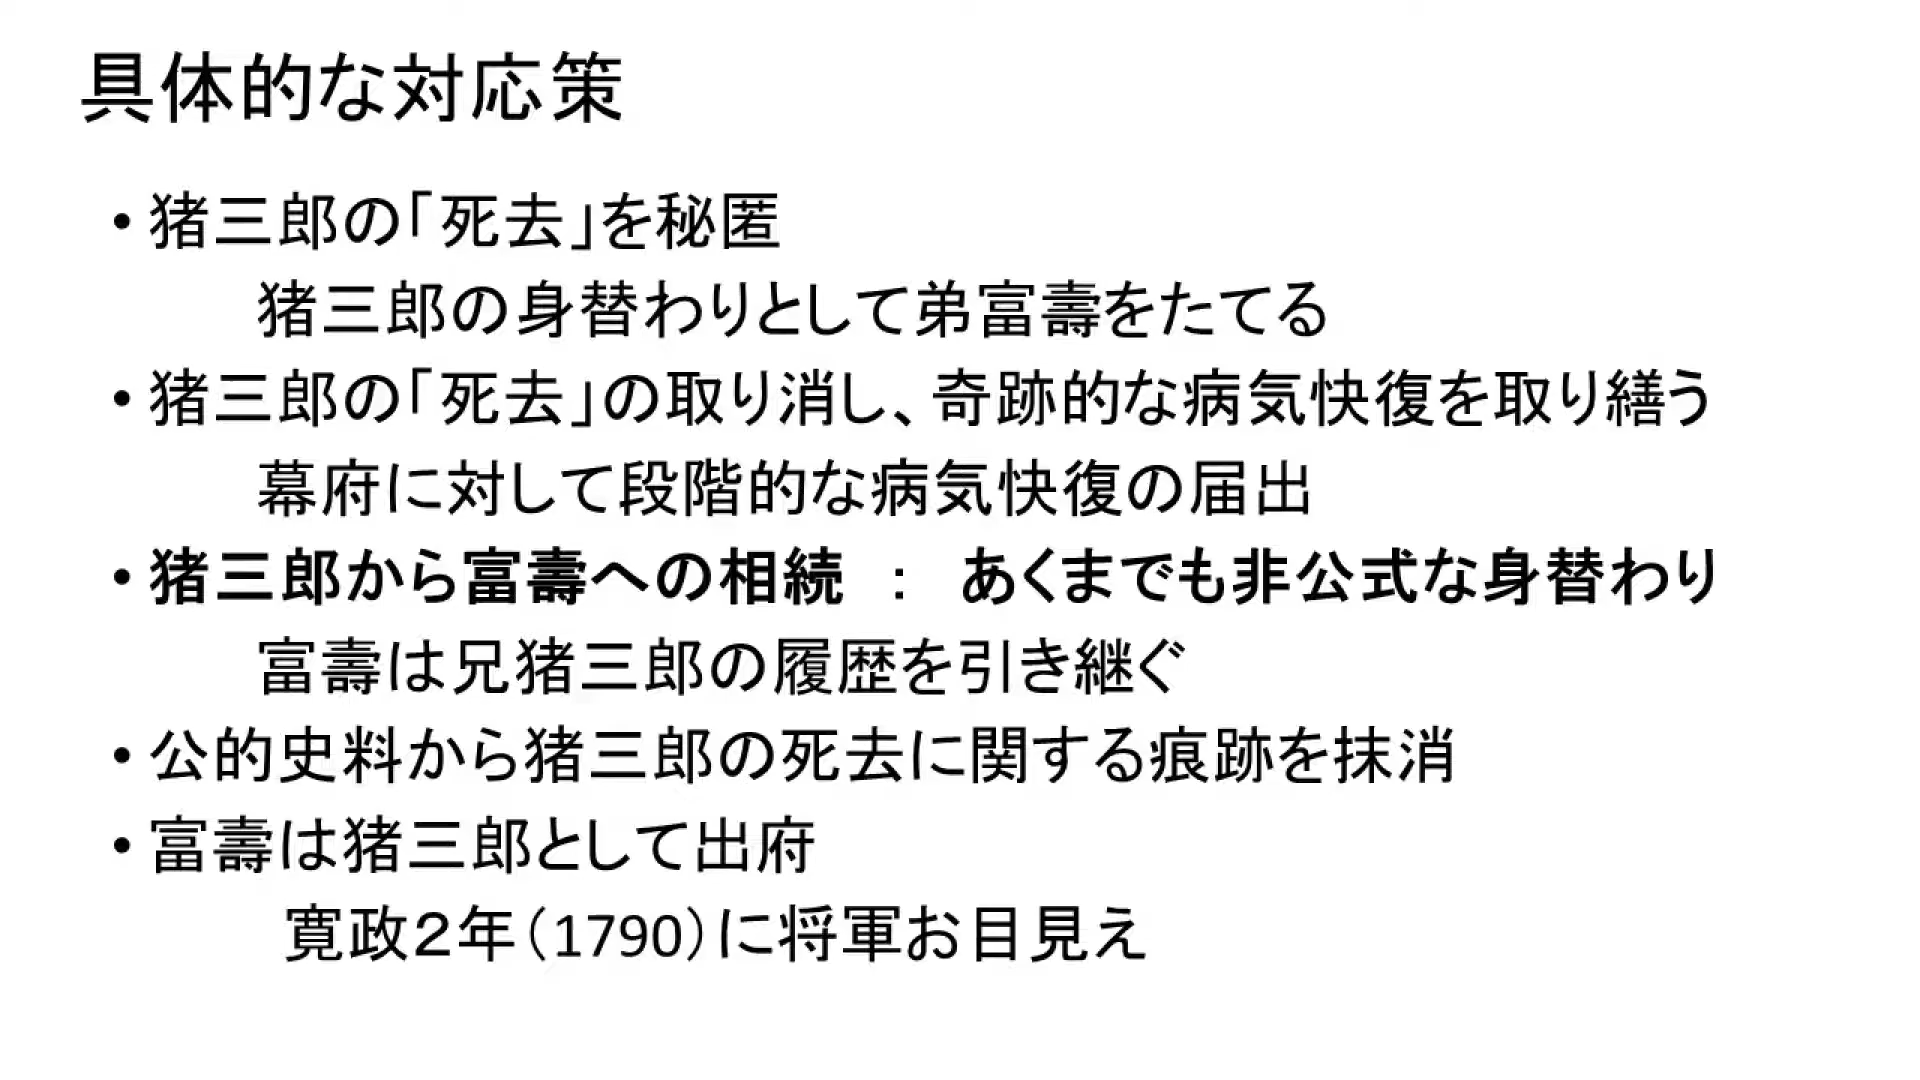 具体的な対応策
• 猪三郎の「死去」を秘匿
猪三郎の身替わりとして弟富壽をたてる
• 猪三郎の「死去」の取り消し、奇跡的な病気快復を取り繕う
幕府に対して段階的な病気快復の届出
• 猪三郎から富壽への相続　：　あくまでも非公式な身替わり
富壽は兄猪三郎の履歴を引き継ぐ
• 公的史料から猪三郎の死去に関する痕跡を抹消
• 富壽は猪三郎として出府
寛政２年（1790）に将軍お目見え